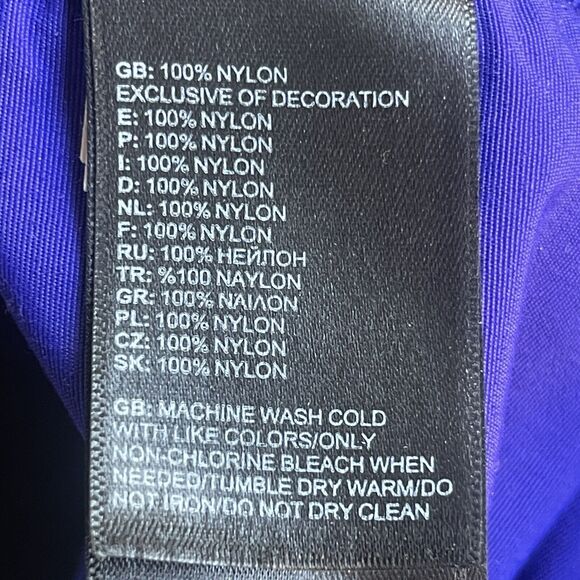 GB: 100% NYLON
EXCLUSIVE OF DECORATION
E: 100% NYLON
P: 100% NYLON
I: 100% NYLON
D: 100% NYLON
NL: 100% NYLON
F: 100% NYLON
RU: 100% НЕЙЛОН
TR: %100 NAYLON
GR: 100% ΝΑΙΛΟΝ
PL: 100% NYLON
CZ: 100% NYLON
SK: 100% NYLON
GB: MACHINE WASH COLD
WITH LIKE COLORS/ONLY
NON-CHLORINE BLEACH WHEN
NEEDED/TUMBLE DRY WARM/DO
NOT IRON/DO NOT DRY CLEAN